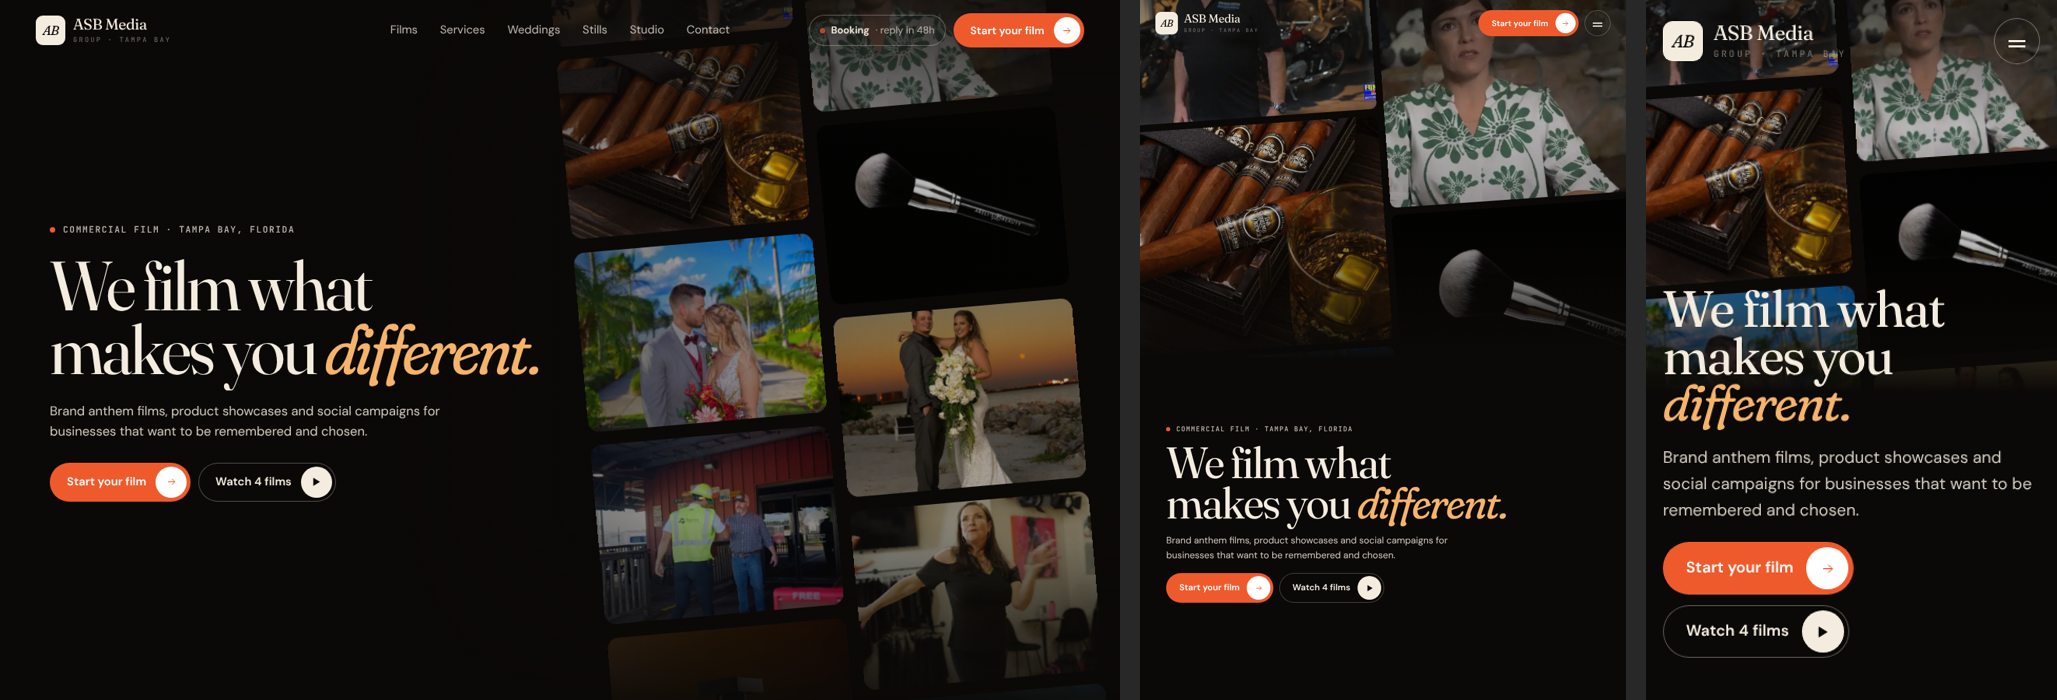 AB
ASB Media
GROUP · TAMPA BAY
Films
Services
Weddings
Stills
Studio
Contact
Booking · reply in 48h
Start your film
COMMERCIAL FILM · TAMPA BAY, FLORIDA
We film what
makes you different.
Brand anthem films, product showcases and social campaigns for
businesses that want to be remembered and chosen.
Start your film
Watch 4 films
FREE
AB
ASB Media
GROUP · TAMPA BAY
Start your film
COMMERCIAL FILM · TAMPA BAY, FLORIDA
We film what
makes you different.
Brand anthem films, product showcases and social campaigns for
businesses that want to be remembered and chosen.
Start your film
Watch 4 films
AB
ASB Media
GROUP · TAMPA BAY
We film what
makes you
different.
Brand anthem films, product showcases and
social campaigns for businesses that want to be
remembered and chosen.
Start your film
Watch 4 films